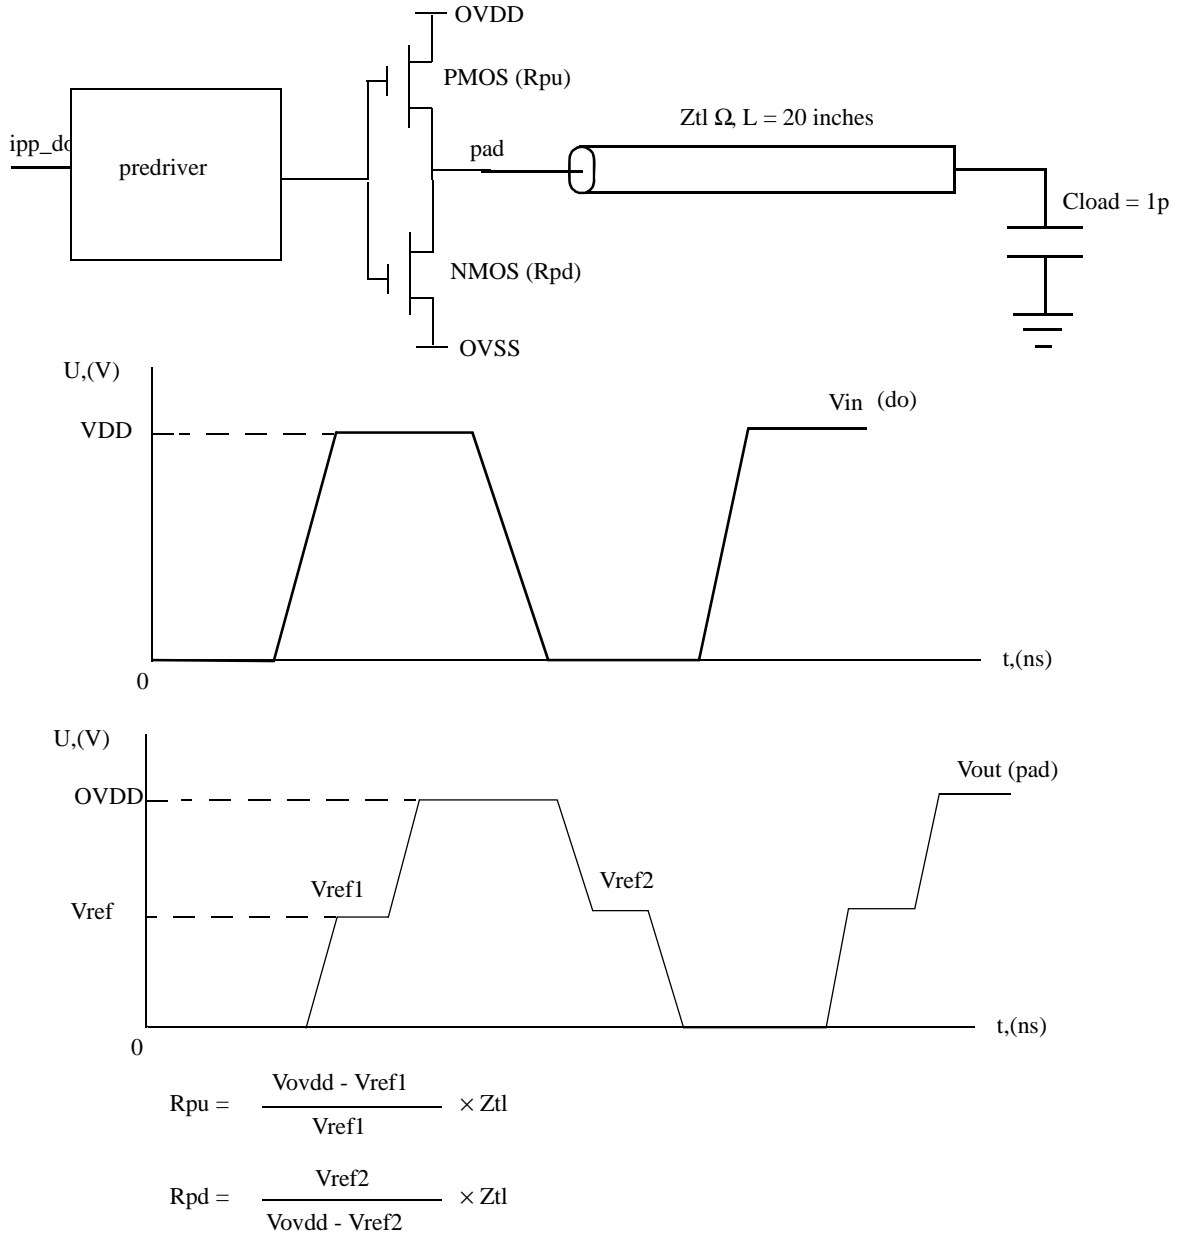 OVDD
PMOS (Rpu)
Ztl Ω, L = 20 inches
ipp_do
predriver
pad
Cload = 1p
NMOS (Rpd)
OVSS
U,(V)
VDD
Vin (do)
t,(ns)
0
U,(V)
Vout (pad)
OVDD
Vref1
Vref2
Vref
t,(ns)
0
Vovdd - Vref1
Rpu = × Ztl
Vref1
Vref2
Rpd = × Ztl
Vovdd - Vref2